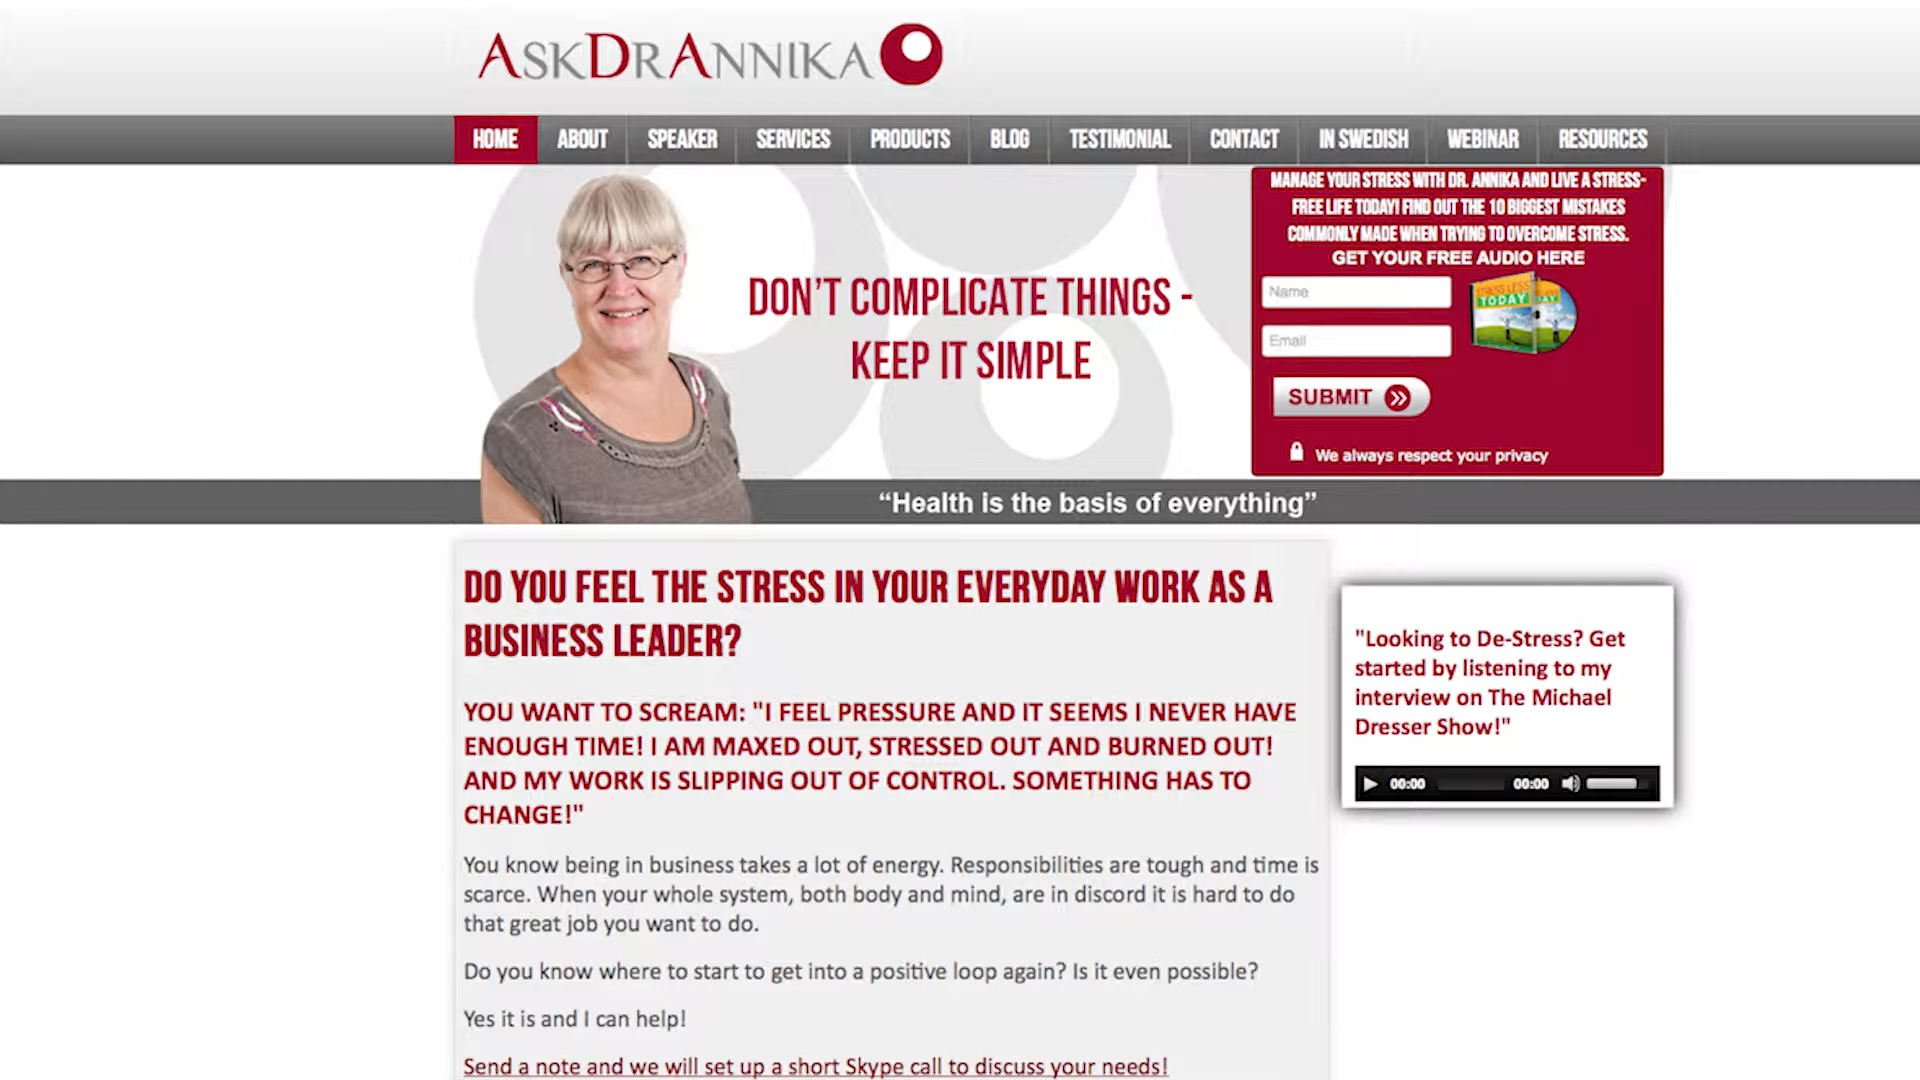 ASKDRANNIKA
HOME ABOUT SPEAKER SERVICES PRODUCTS BLOG TESTIMONIAL CONTACT IN SWEDISH WEBINAR RESOURCES
DON'T COMPLICATE THINGS -
KEEP IT SIMPLE
MANAGE YOUR STRESS WITH DR. ANNIKA AND LIVE A STRESS-
FREE LIFE TODAY! FIND OUT THE 10 BIGGEST MISTAKES
COMMONLY MADE WHEN TRYING TO OVERCOME STRESS.
GET YOUR FREE AUDIO HERE
Name
Email
STRESS LESS
TODAY
SUBMIT
We always respect your privacy
“Health is the basis of everything”
DO YOU FEEL THE STRESS IN YOUR EVERYDAY WORK AS A
BUSINESS LEADER?
YOU WANT TO SCREAM: "I FEEL PRESSURE AND IT SEEMS I NEVER HAVE
ENOUGH TIME! I AM MAXED OUT, STRESSED OUT AND BURNED OUT!
AND MY WORK IS SLIPPING OUT OF CONTROL. SOMETHING HAS TO
CHANGE!"
You know being in business takes a lot of energy. Responsibilities are tough and time is
scarce. When your whole system, both body and mind, are in discord it is hard to do
that great job you want to do.
Do you know where to start to get into a positive loop again? Is it even possible?
Yes it is and I can help!
Send a note and we will set up a short Skype call to discuss your needs!
"Looking to De-Stress? Get
started by listening to my
interview on The Michael
Dresser Show!"
00:00 00:00